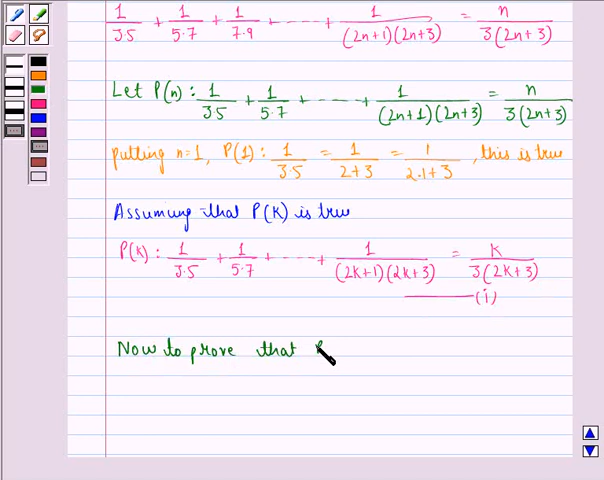 1/3.5 + 1/5.7 + 1/7.9 + ----- + 1/(2n+1)(2n+3) = n/3(2n+3)
Let P(n) : 1/3.5 + 1/5.7 + ---- + 1/(2n+1)(2n+3) = n/3(2n+3)
putting n=1, P(1) : 1/3.5 = 1/2+3 = 1/2.1+3 , this is true
Assuming that P(K) is true
P(k) : 1/3.5 + 1/5.7 + ---- + 1/(2k+1)(2k+3) = k/3(2k+3)
———(i)
Now to prove that